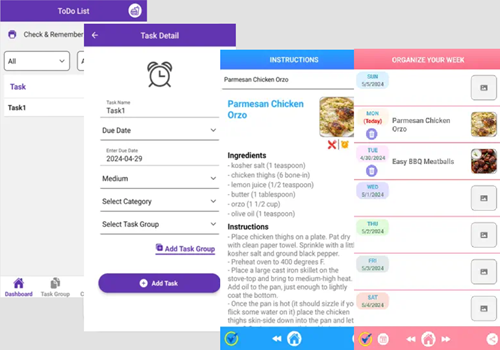 ToDo List
Check & Remember
All
A
Task
Task1
Dashboard
Task Group
C
Task Detail
Task Name
Task1
Due Date
Enter Due Date
2024-04-29
Medium
Select Category
Select Task Group
Add Task Group
Add Task
INSTRUCTIONS
Parmesan Chicken Orzo
Parmesan Chicken
Orzo
Ingredients
- kosher salt (1 teaspoon)
- chicken thighs (6 bone-in)
- lemon juice (1/2 teaspoon)
- butter (1 tablespoon)
- orzo (1 1/2 cup)
- olive oil (1 teaspoon)
Instructions
- Place chicken thighs on a plate. Pat dry
with clean paper towel. Sprinkle with a littl
kosher salt and ground black pepper.
- Preheat oven to 400 degrees F.
- Place a large cast iron skillet on the
stove-top and bring to medium-high heat.
Add oil to the pan, just enough to lightly
coat the bottom.
- Once the pan is hot (it should sizzle if you
flick some water on it) place the chicken
thighs skin-side down into the pan and let
ORGANIZE YOUR WEEK
SUN
5/5/2024
MON
(Today)
Parmesan Chicken
Orzo
TUE
4/30/2024
Easy BBQ Meatballs
WED
5/1/2024
THU
5/2/2024
FRI
5/3/2024
SAT
5/4/2024